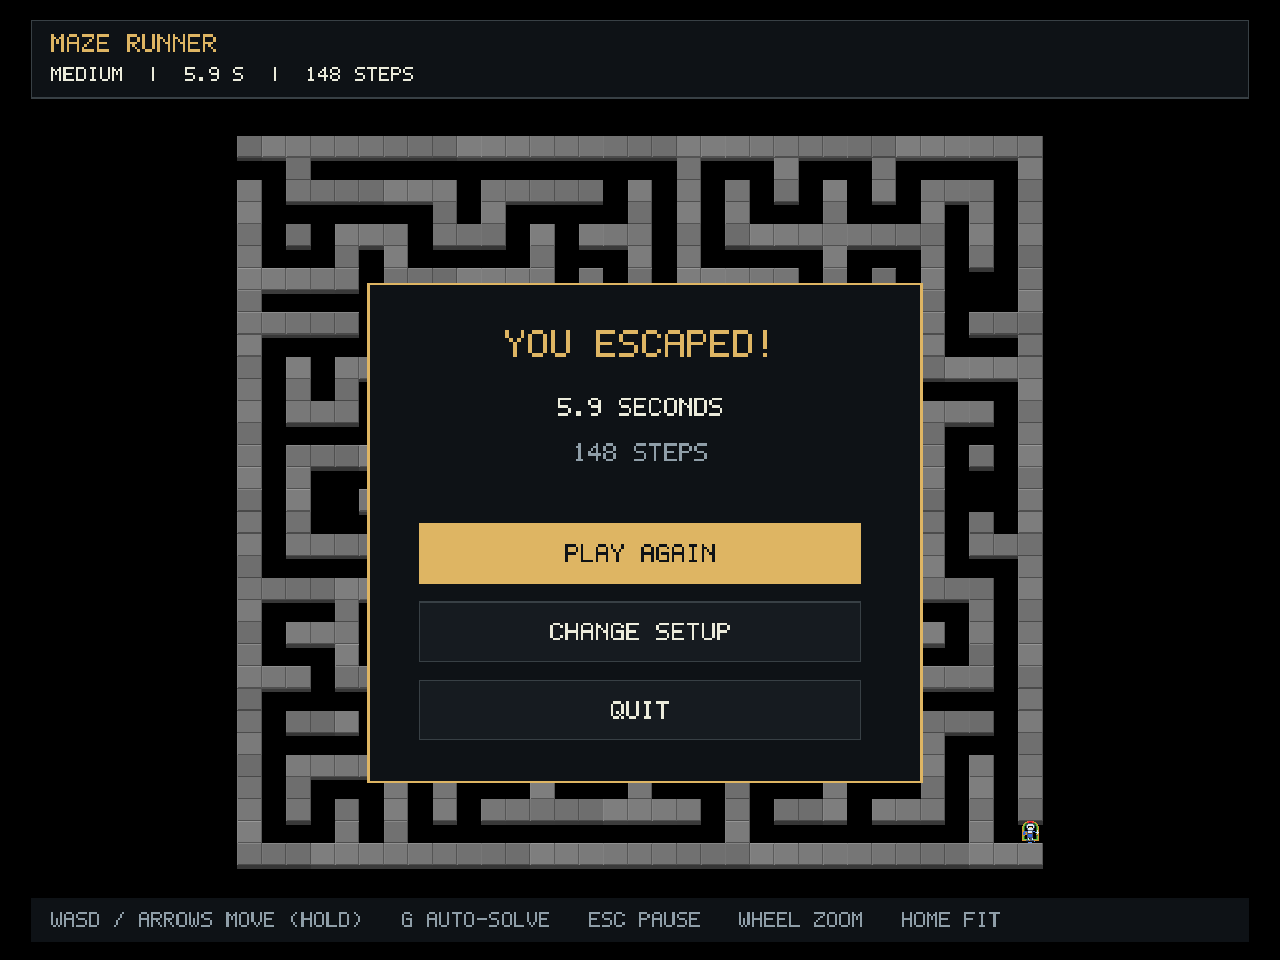 MAZE RUNNER
MEDIUM | 5.9 S | 148 STEPS
YOU ESCAPED!
5.9 SECONDS
148 STEPS
PLAY AGAIN
CHANGE SETUP
QUIT
WASD / ARROWS MOVE (HOLD) G AUTO-SOLVE ESC PAUSE WHEEL ZOOM HOME FIT